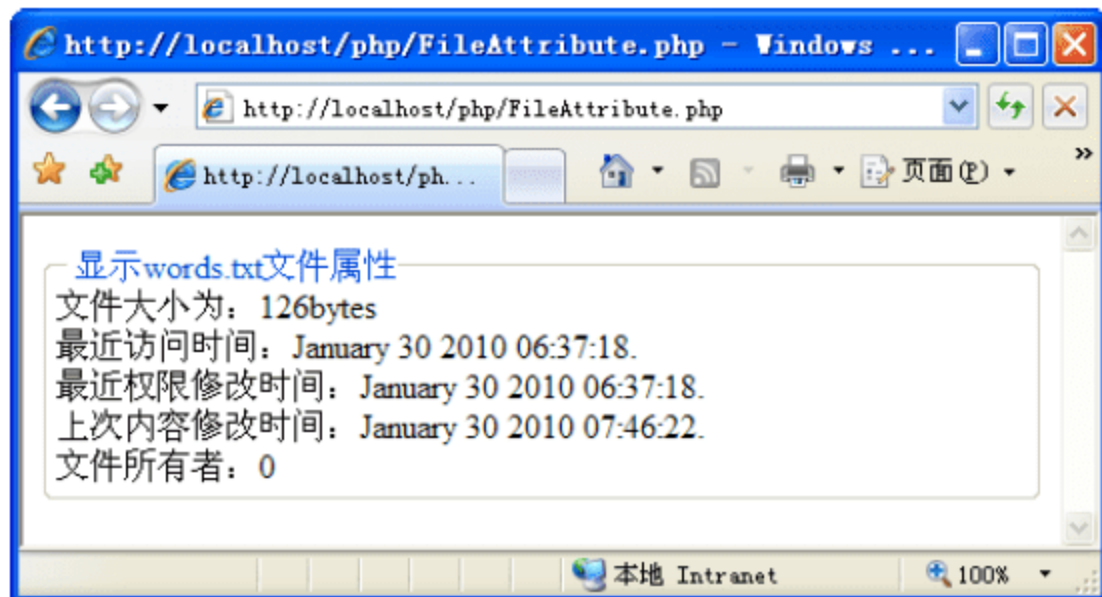 http://localhost/php/FileAttribute.php - Windows ...
http://localhost/php/FileAttribute.php
http://localhost/ph...
页面(P)
显示words.txt文件属性
文件大小为：126bytes
最近访问时间：January 30 2010 06:37:18.
最近权限修改时间：January 30 2010 06:37:18.
上次内容修改时间：January 30 2010 07:46:22.
文件所有者：0
本地 Intranet
100%